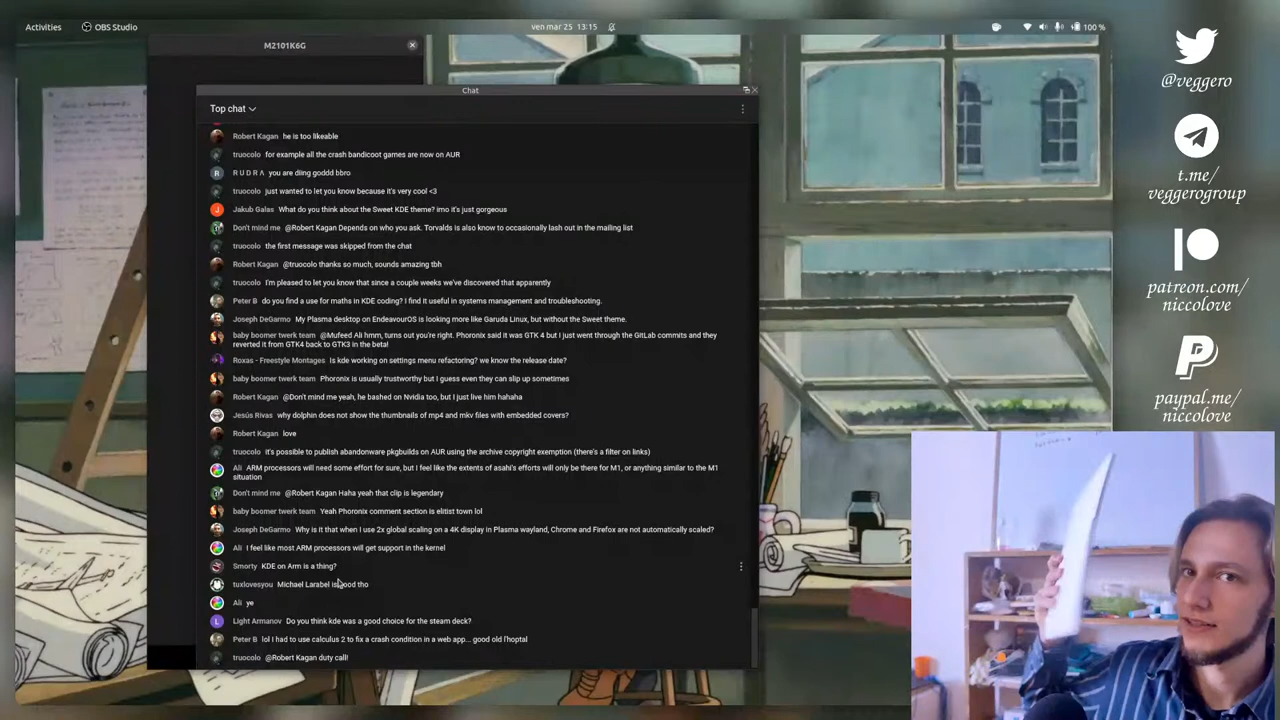 Activities
OBS Studio
ven mar 25 13:15
100 %
M2101K6G
Chat
Top chat
Robert Kagan he is too likeable
truocolo for example all the crash bandicoot games are now on AUR
R U D R Λ you are diing goddd bbro
truocolo just wanted to let you know because it's very cool <3
Jakub Galas What do you think about the Sweet KDE theme? imo it's just gorgeous
Don't mind me @Robert Kagan Depends on who you ask. Torvalds is also know to occasionally lash out in the mailing list
truocolo the first message was skipped from the chat
Robert Kagan @truocolo thanks so much, sounds amazing tbh
truocolo I'm pleased to let you know that since a couple weeks we've discovered that apparently
Peter B do you find a use for maths in KDE coding? I find it useful in systems management and troubleshooting.
Joseph DeGarmo My Plasma desktop on EndeavourOS is looking more like Garuda Linux, but without the Sweet theme.
baby boomer twerk team @Mufeed Ali hmm, turns out you're right. Phoronix said it was GTK 4 but I just went through the GitLab commits and they
reverted it from GTK4 back to GTK3 in the beta!
Roxas - Freestyle Montages Is kde working on settings menu refactoring? we know the release date?
baby boomer twerk team Phoronix is usually trustworthy but I guess even they can slip up sometimes
Robert Kagan @Don't mind me yeah, he bashed on Nvidia too, but I just live him hahaha
Jesús Rivas why dolphin does not show the thumbnails of mp4 and mkv files with embedded covers?
Robert Kagan love
truocolo it's possible to publish abandonware pkgbuilds on AUR using the archive copyright exemption (there's a filter on links)
Ali ARM processors will need some effort for sure, but I feel like the extents of asahi's efforts will only be there for M1, or anything similar to the M1
situation
Don't mind me @Robert Kagan Haha yeah that clip is legendary
baby boomer twerk team Yeah Phoronix comment section is elitist town lol
Joseph DeGarmo Why is it that when I use 2x global scaling on a 4K display in Plasma wayland, Chrome and Firefox are not automatically scaled?
Ali I feel like most ARM processors will get support in the kernel
Smorty KDE on Arm is a thing?
tuxlovesyou Michael Larabel is good tho
Ali ye
Light Armanov Do you think kde was a good choice for the steam deck?
Peter B lol I had to use calculus 2 to fix a crash condition in a web app... good old l'hoptal
truocolo @Robert Kagan duty call!
@veggero
t.me/
veggerogroup
patreon.com/
niccolove
paypal.me/
niccolove